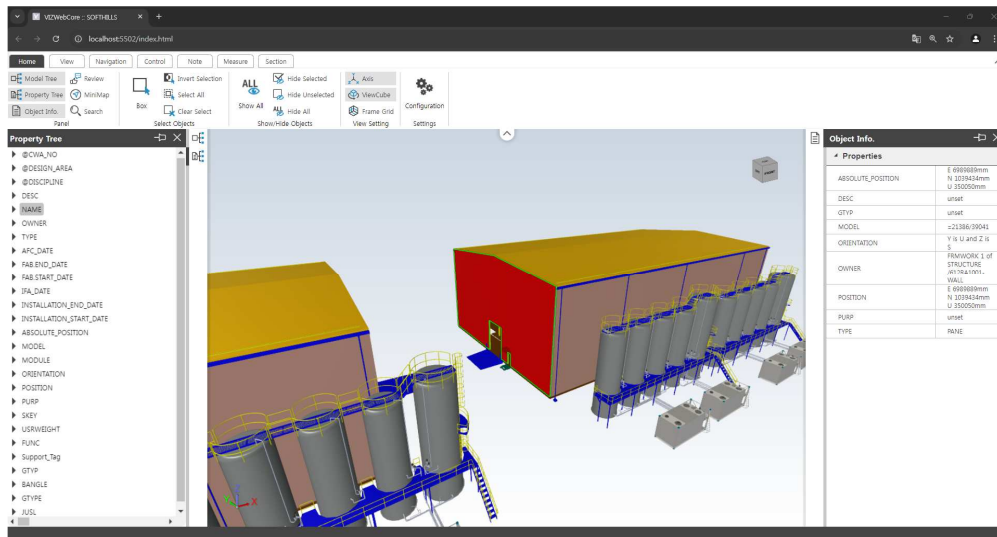 VIZWebCore :: SOFTHILLS
localhost:5502/index.html
Home View Navigation Control Note Measure Section
Model Tree Review
Property Tree MiniMap
Object Info. Search
Panel
Box
Invert Selection
Select All
Clear Select
Select Objects
ALL
Show All
Hide Selected
Hide Unselected
ALL Hide All
Show/Hide Objects
Axis
ViewCube
Frame Grid
View Setting
Configuration
Settings
Property Tree
@CWA_NO
@DESIGN_AREA
@DISCIPLINE
DESC
NAME
OWNER
TYPE
AFC_DATE
FAB.END_DATE
FAB.START_DATE
IFA_DATE
INSTALLATION_END_DATE
INSTALLATION_START_DATE
ABSOLUTE_POSITION
MODEL
MODULE
ORIENTATION
POSITION
PURP
SKEY
USRWEIGHT
FUNC
Support_Tag
GTYP
BANGLE
GTYPE
JUSL
X
Object Info.
Properties
ABSOLUTE_POSITION
E 6989889mm
N 1039434mm
U 350050mm
DESC unset
GTYP unset
MODEL =21386/39041
ORIENTATION
Y is U and Z is
S
OWNER
FRMWORK 1 of
STRUCTURE
WALL
POSITION
E 6989889mm
N 1039434mm
U 350050mm
PURP unset
TYPE PANE